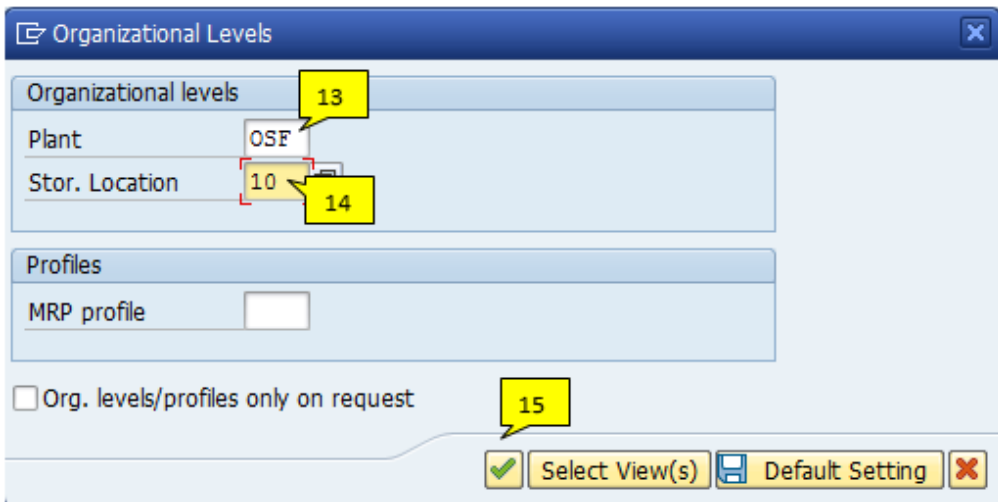 Organizational Levels
Organizational levels
13
Plant OSF
Stor. Location 10
14
Profiles
MRP profile
Org. levels/profiles only on request
15
Select View(s) Default Setting